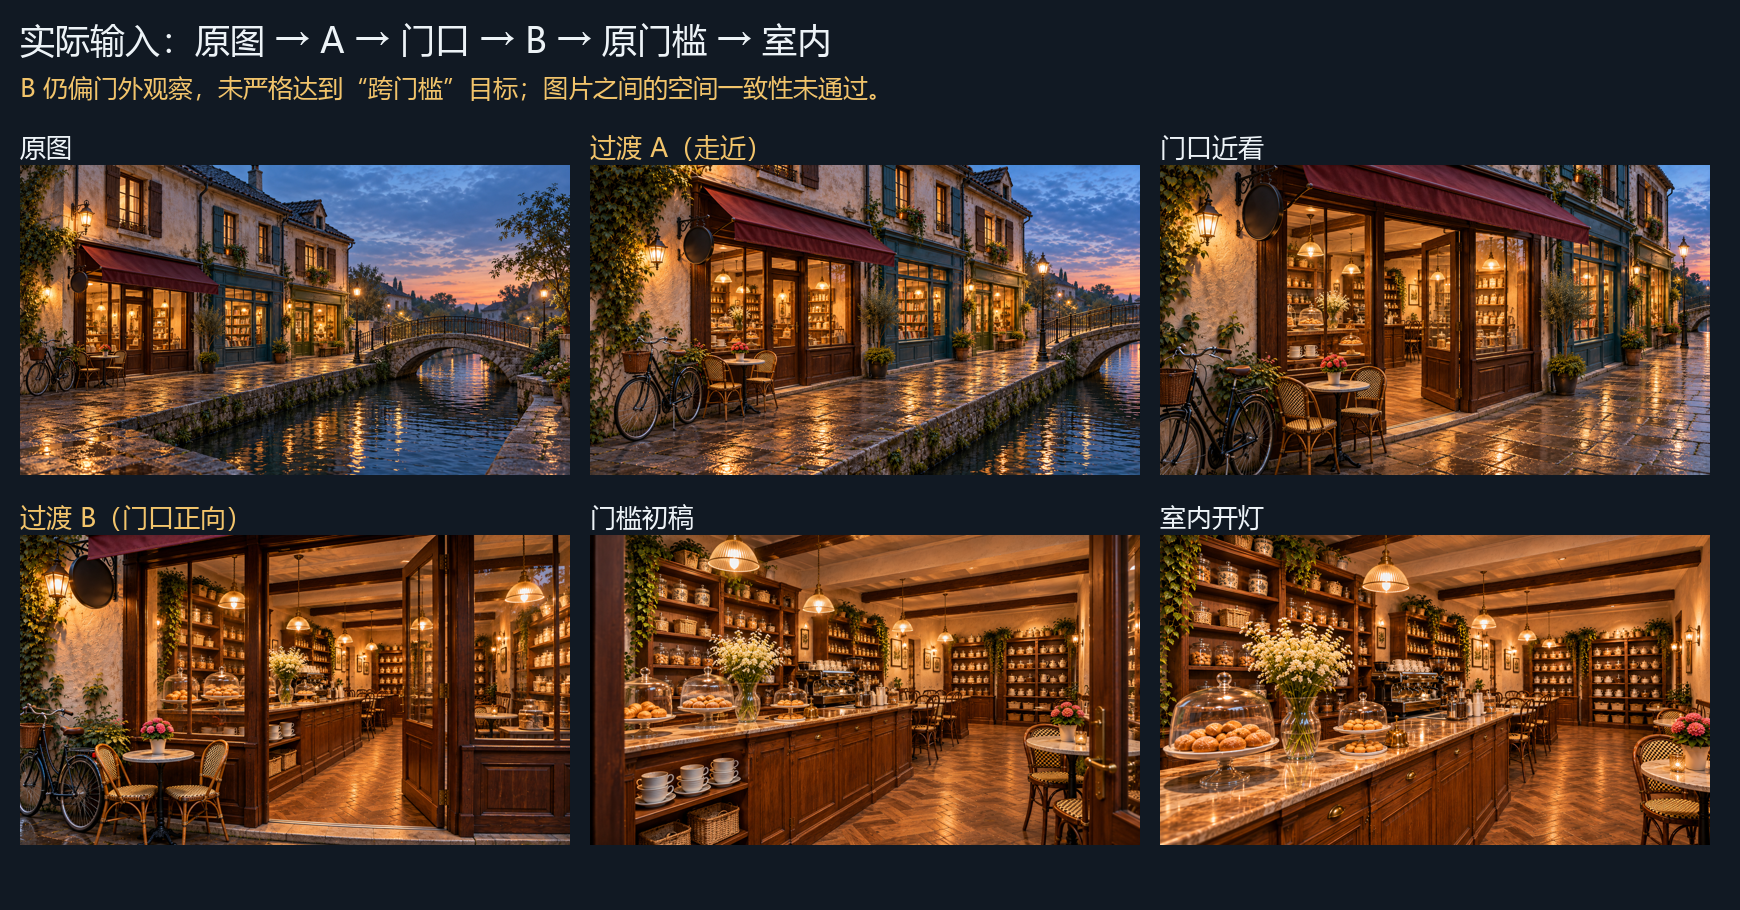 实际输入：原图 → A → 门口 → B → 原门槛 → 室内
B 仍偏门外观察，未严格达到“跨门槛”目标；图片之间的空间一致性未通过。
原图
过渡 A（走近）
门口近看
过渡 B（门口正向）
门槛初稿
室内开灯